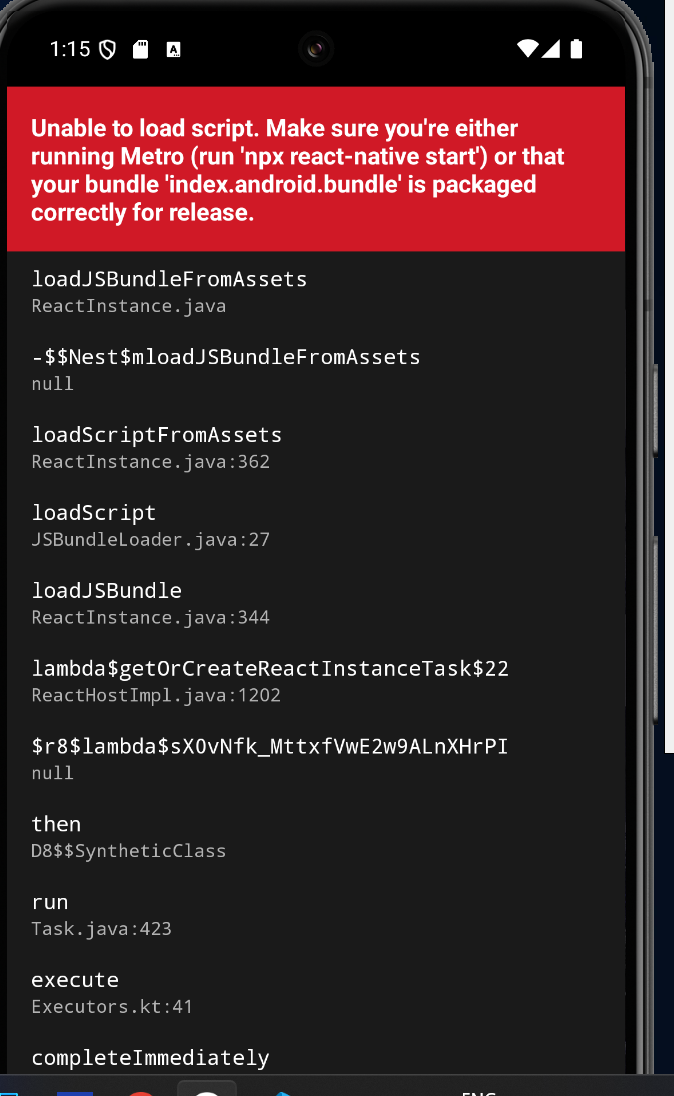 1:15
A
Unable to load script. Make sure you're either
running Metro (run 'npx react-native start') or that
your bundle 'index.android.bundle' is packaged
correctly for release.
loadJSBundleFromAssets
ReactInstance.java
-$$Nest$mloadJSBundleFromAssets
null
loadScriptFromAssets
ReactInstance.java:362
loadScript
JSBundleLoader.java:27
loadJSBundle
ReactInstance.java:344
lambda$getOrCreateReactInstanceTask$22
ReactHostImpl.java:1202
$r8$lambda$sX0vNfk_MttxfVwE2w9ALnXHrPI
null
then
D8$$SyntheticClass
run
Task.java:423
execute
Executors.kt:41
completeImmediately
ENG